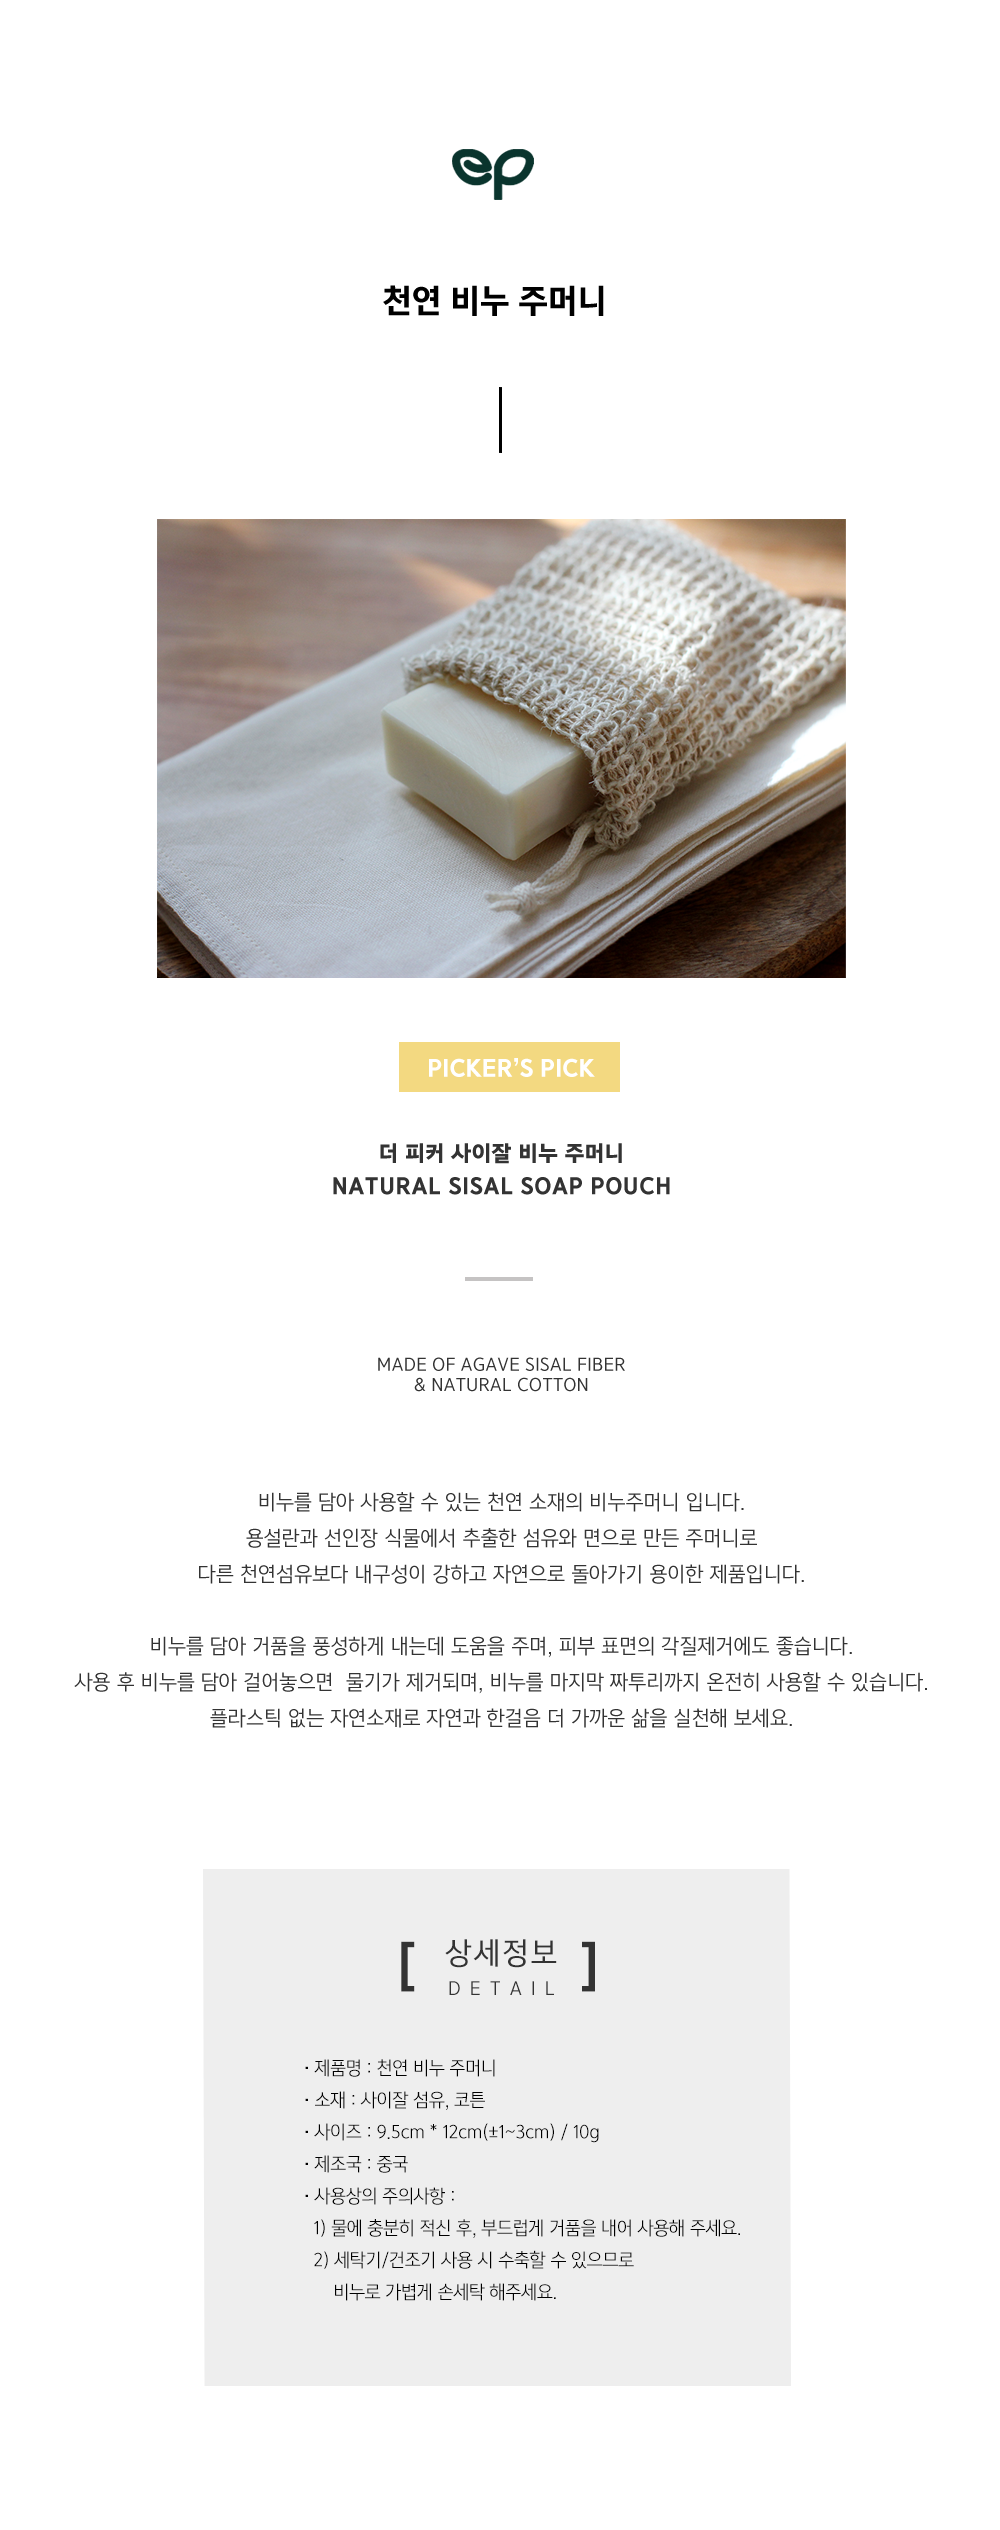 ep
천연 비누 주머니
PICKER'S PICK
더 피커 사이잘 비누 주머니
NATURAL SISAL SOAP POUCH
MADE OF AGAVE SISAL FIBER
& NATURAL COTTON
비누를 담아 사용할 수 있는 천연 소재의 비누주머니 입니다.
용설란과 선인장 식물에서 추출한 섬유와 면으로 만든 주머니로
다른 천연섬유보다 내구성이 강하고 자연으로 돌아가기 용이한 제품입니다.
비누를 담아 거품을 풍성하게 내는데 도움을 주며, 피부 표면의 각질제거에도 좋습니다.
사용 후 비누를 담아 걸어놓으면 물기가 제거되며, 비누를 마지막 짜투리까지 온전히 사용할 수 있습니다.
플라스틱 없는 자연소재로 자연과 한걸음 더 가까운 삶을 실천해 보세요.
[ 상세정보 ]
DETAIL
· 제품명 : 천연 비누 주머니
· 소재 : 사이잘 섬유, 코튼
· 사이즈 : 9.5cm * 12cm(±1~3cm) / 10g
· 제조국 : 중국
· 사용상의 주의사항 :
1) 물에 충분히 적신 후, 부드럽게 거품을 내어 사용해 주세요.
2) 세탁기/건조기 사용 시 수축할 수 있으므로
비누로 가볍게 손세탁 해주세요.